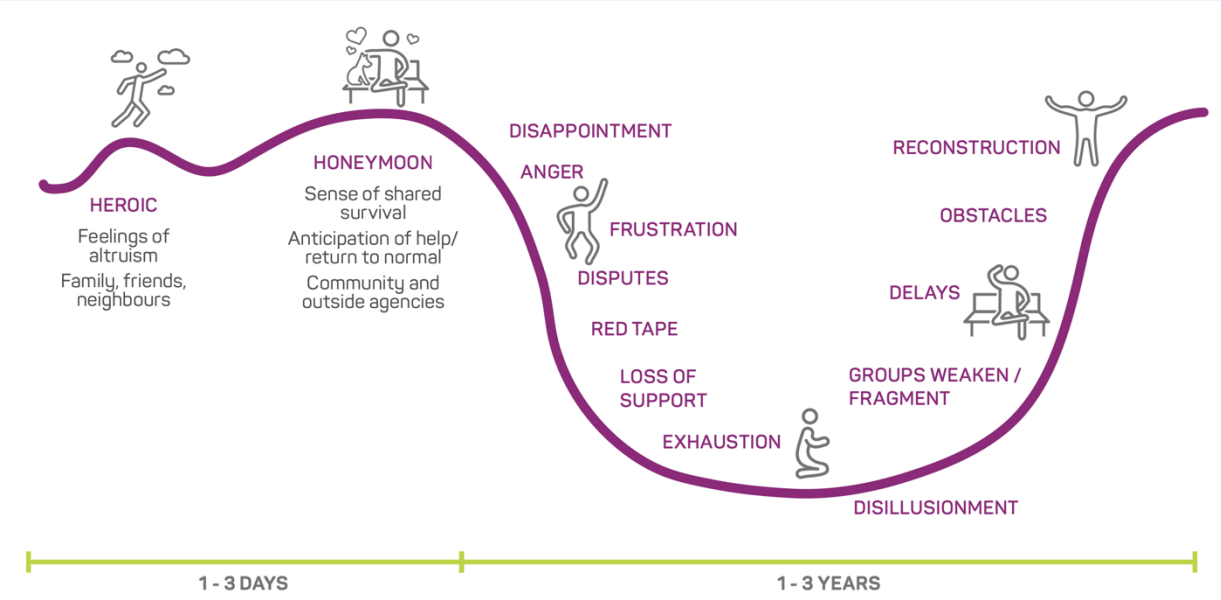 HEROIC
Feelings of
altruism
Family, friends,
neighbours
HONEYMOON
Sense of shared
survival
Anticipation of help/
return to normal
Community and
outside agencies
DISAPPOINTMENT
ANGER
FRUSTRATION
DISPUTES
RED TAPE
LOSS OF
SUPPORT
EXHAUSTION
DISILLUSIONMENT
GROUPS WEAKEN /
FRAGMENT
DELAYS
OBSTACLES
RECONSTRUCTION
1 - 3 DAYS
1 - 3 YEARS